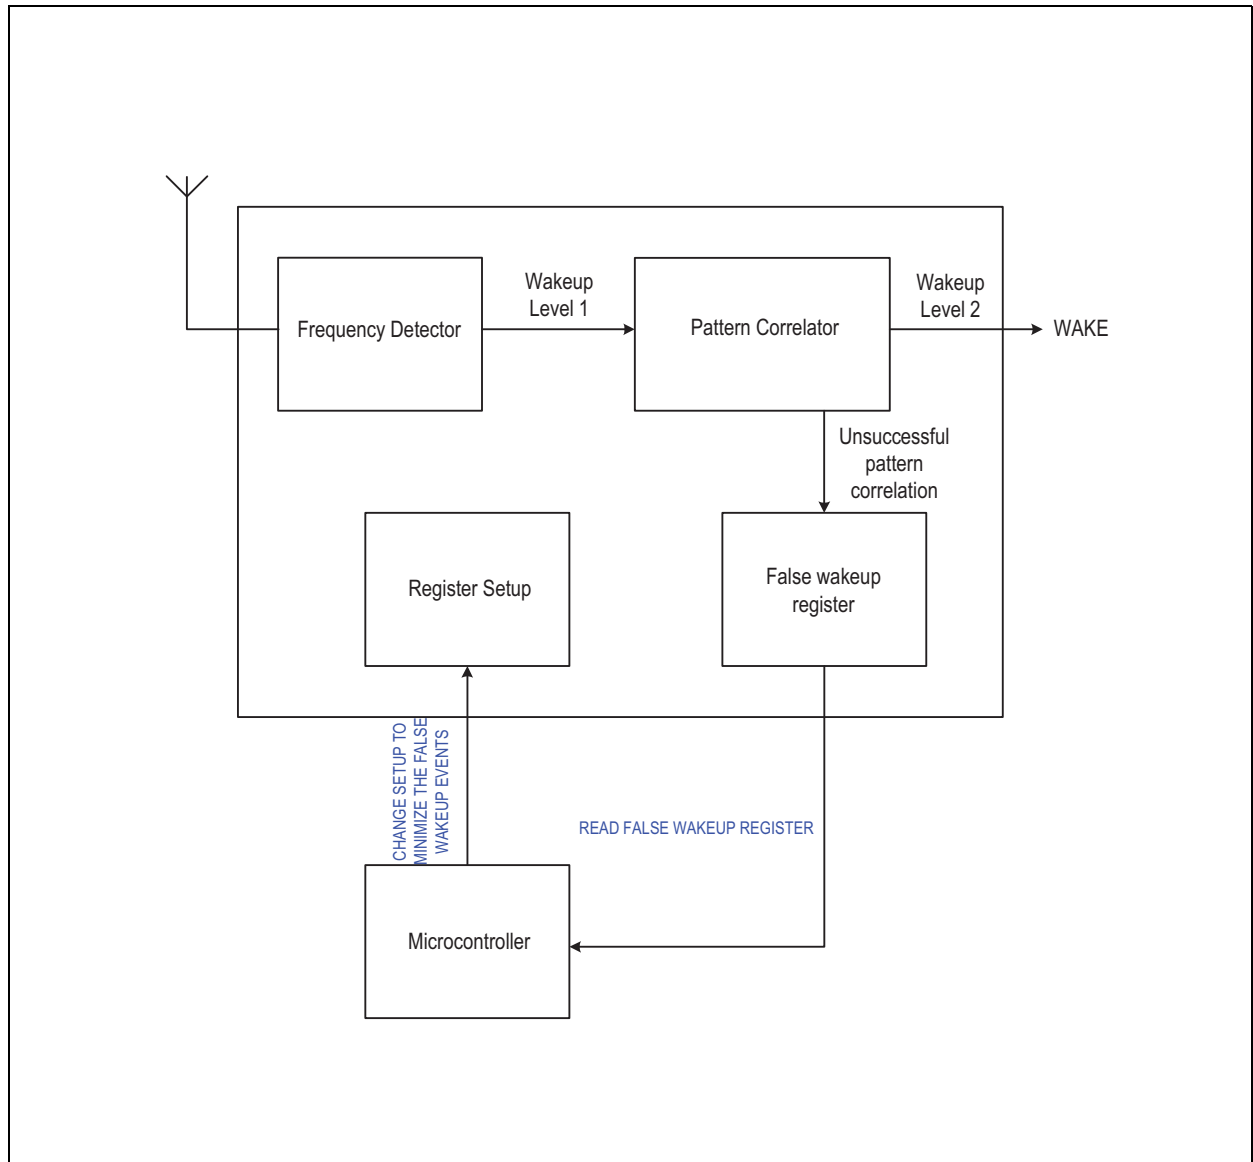 Wakeup
Level 1
Wakeup
Level 2
Frequency Detector
Pattern Correlator
WAKE
Unsuccessful
pattern
correlation
Register Setup
False wakeup
register
CHANGE SETUP TO
MINIMIZE THE FALSE
WAKEUP EVENTS
READ FALSE WAKEUP REGISTER
Microcontroller